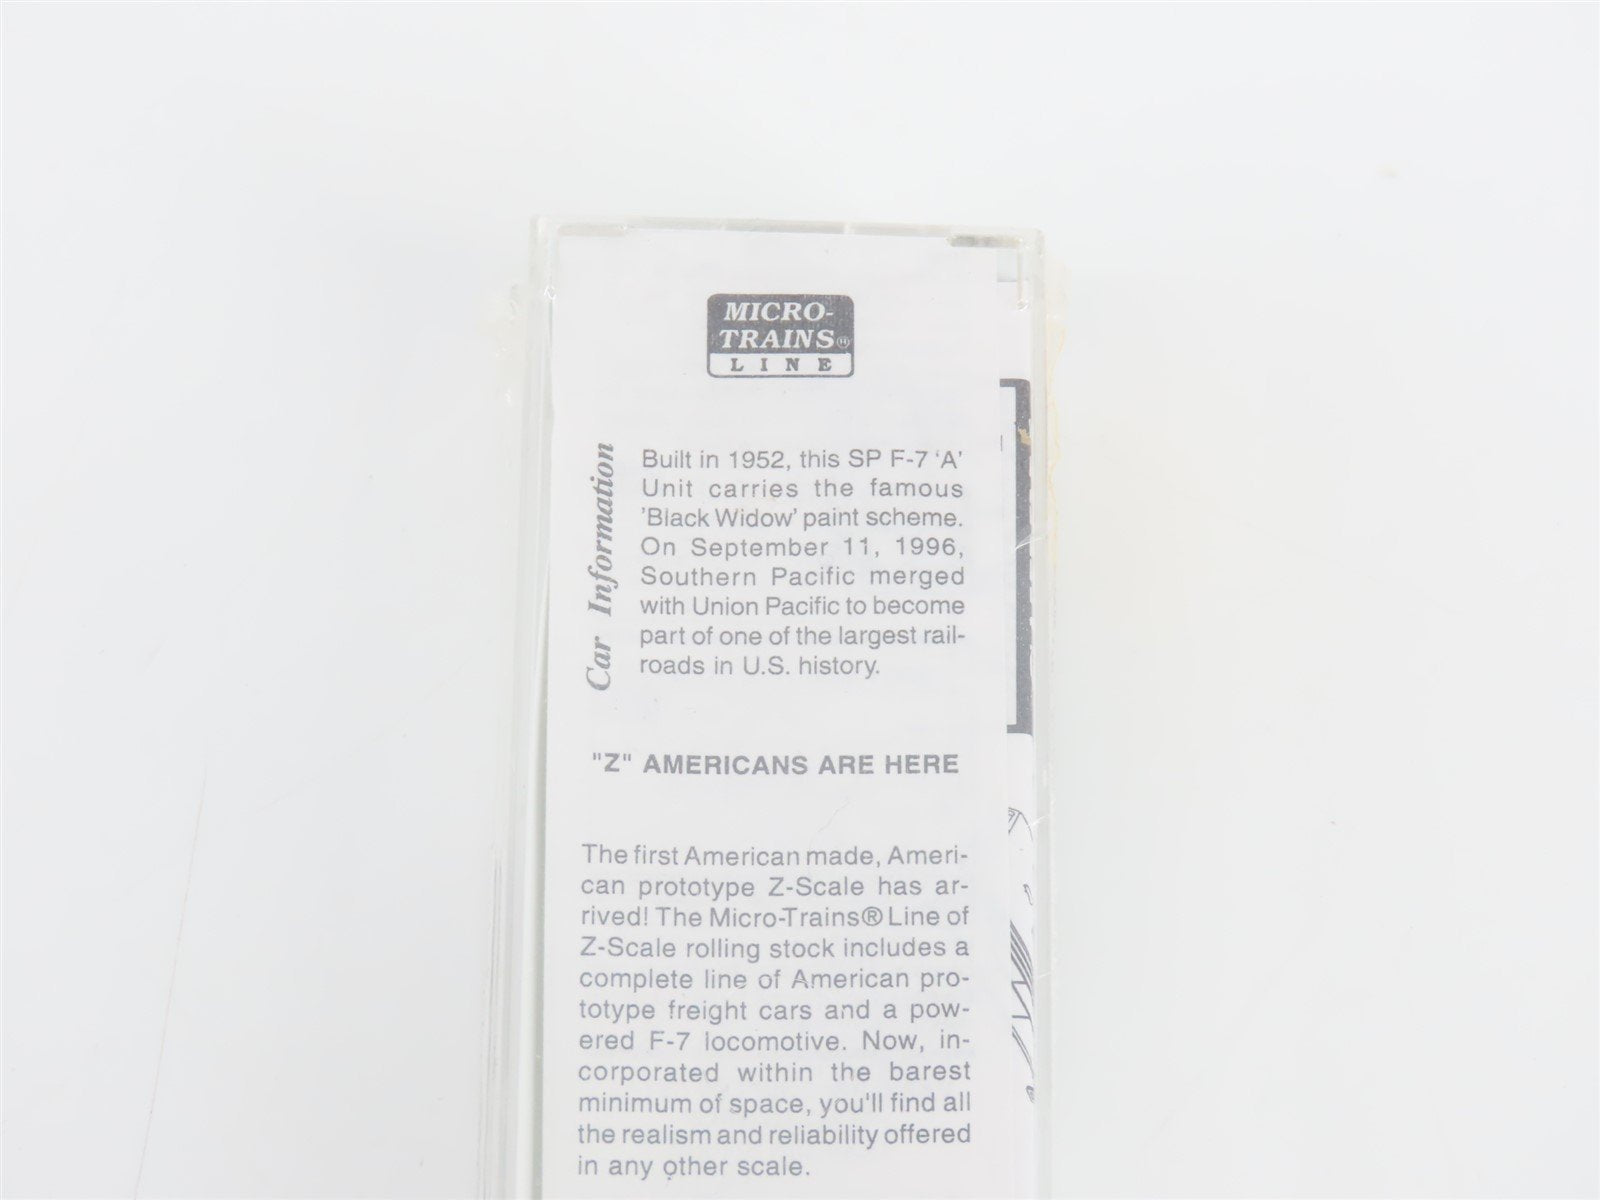 MICRO-
TRAINS®
LINE
Car Information
Built in 1952, this SP F-7 'A'
Unit carries the famous
'Black Widow' paint scheme.
On September 11, 1996,
Southern Pacific merged
with Union Pacific to become
part of one of the largest rail-
roads in U.S. history.
"Z" AMERICANS ARE HERE
The first American made, Ameri-
can prototype Z-Scale has ar-
rived! The Micro-Trains® Line of
Z-Scale rolling stock includes a
complete line of American pro-
totype freight cars and a pow-
ered F-7 locomotive. Now, in-
corporated within the barest
minimum of space, you'll find all
the realism and reliability offered
in any other scale.